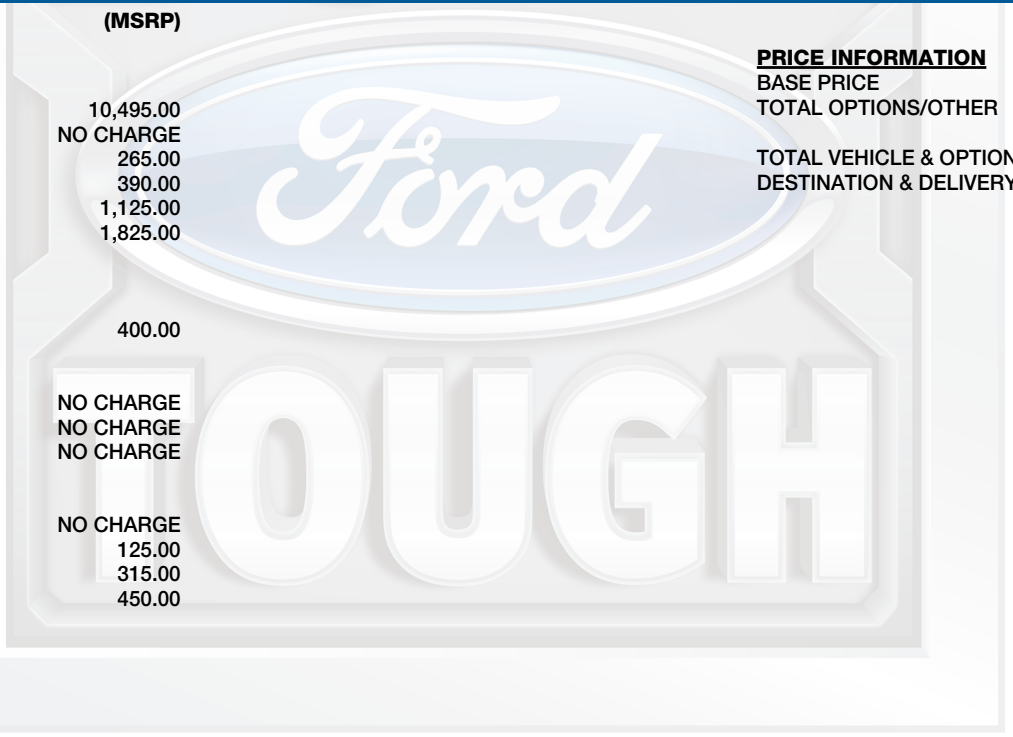 (MSRP)
10,495.00
NO CHARGE
265.00
390.00
1,125.00
1,825.00
400.00
NO CHARGE
NO CHARGE
NO CHARGE
NO CHARGE
125.00
315.00
450.00
PRICE INFORMATION
BASE PRICE
TOTAL OPTIONS/OTHER
TOTAL VEHICLE & OPTION
DESTINATION & DELIVERY
Ford
TOUGH